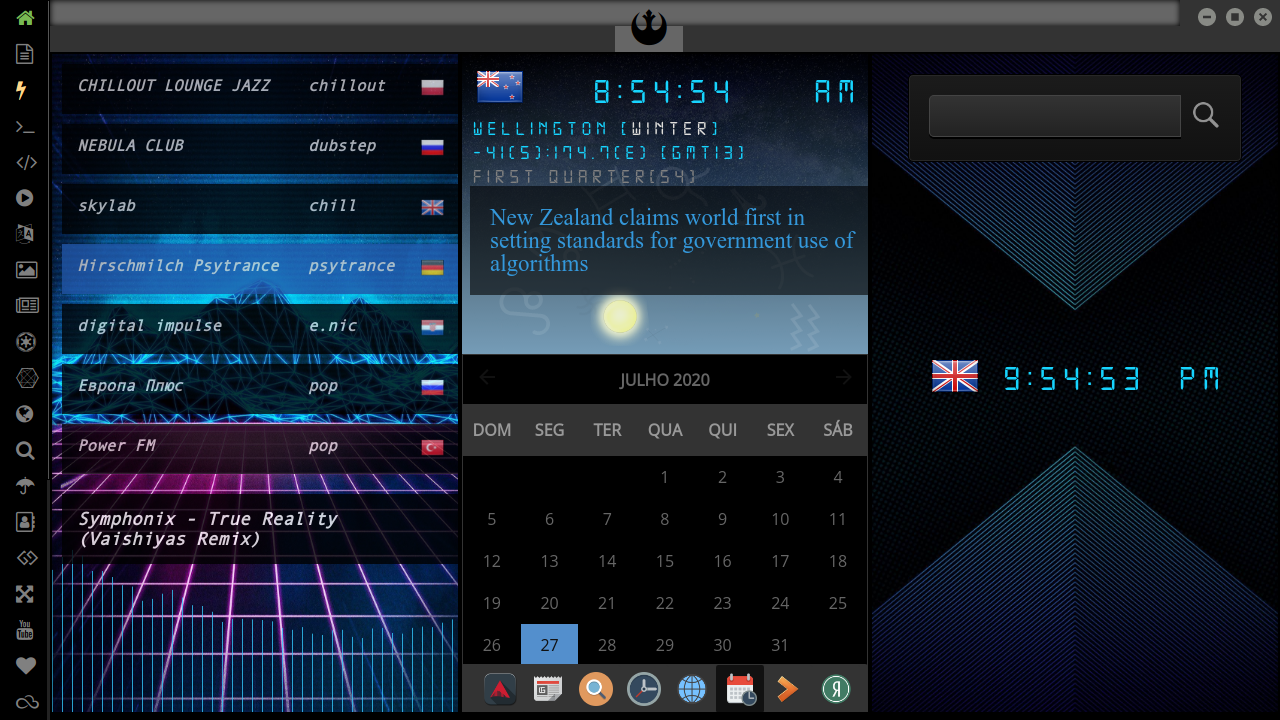 CHILLOUT LOUNGE JAZZ chillout
NEBULA CLUB dubstep
skylab chill
Hirschmilch Psytrance psytrance
digital impulse e.nic
Европа Плюс pop
Power FM pop
Symphonix - True Reality
(Vaishiyas Remix)
8:54:54 AM
WELLINGTON [WINTER]
-41(S):174.7(E) [GMT13]
FIRST QUARTER(54)
New Zealand claims world first in
setting standards for government use of
algorithms
JULHO 2020
DOM SEG TER QUA QUI SEX SÁB
1 2 3 4
5 6 7 8 9 10 11
12 13 14 15 16 17 18
19 20 21 22 23 24 25
26 27 28 29 30 31
Я
9:54:53 PM
You
Tube